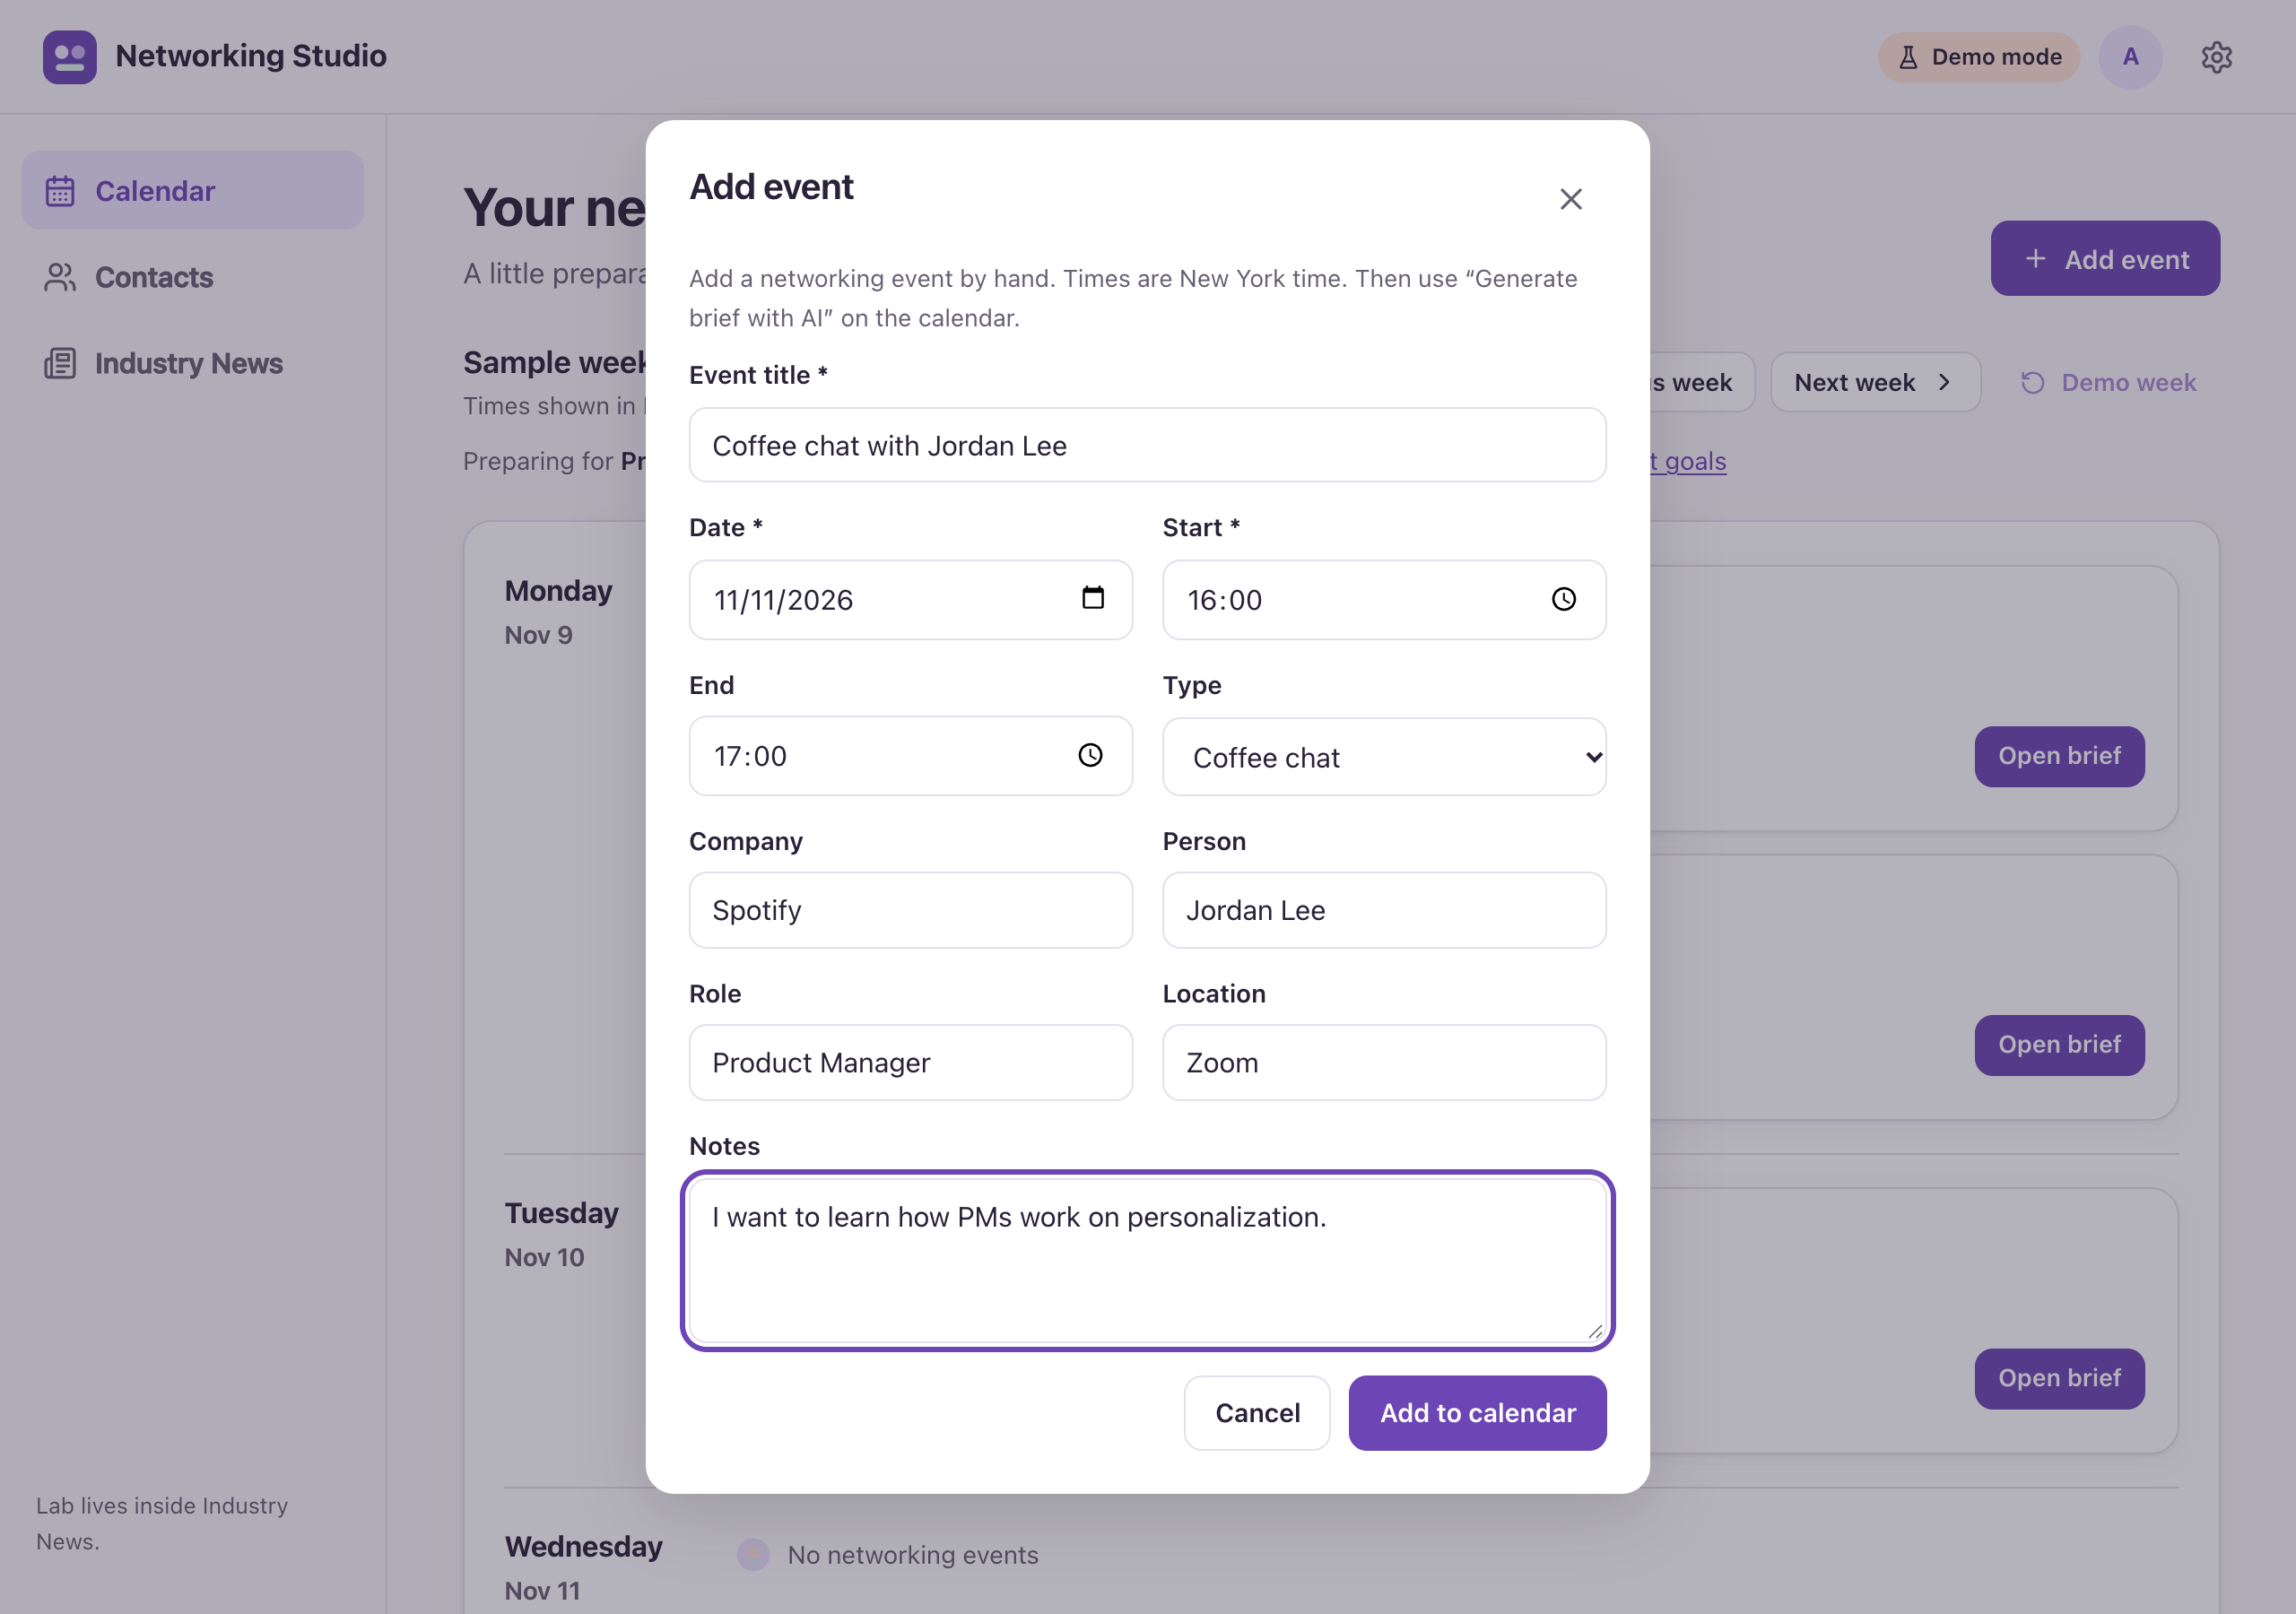 Networking Studio
Demo mode
A
Calendar
Contacts
Industry News
Lab lives inside Industry
News.
Your ne
A little prepara
Add event
Sample week
Times shown in
s week
Next week
Demo week
Preparing for Pr
t goals
Monday
Nov 9
Open brief
Open brief
Tuesday
Nov 10
Open brief
Wednesday
Nov 11
No networking events
Add event
Add a networking event by hand. Times are New York time. Then use “Generate
brief with AI” on the calendar.
Event title *
Coffee chat with Jordan Lee
Date *
Start *
11/11/2026
16:00
End
Type
17:00
Coffee chat
Company
Person
Spotify
Jordan Lee
Role
Location
Product Manager
Zoom
Notes
I want to learn how PMs work on personalization.
Cancel
Add to calendar